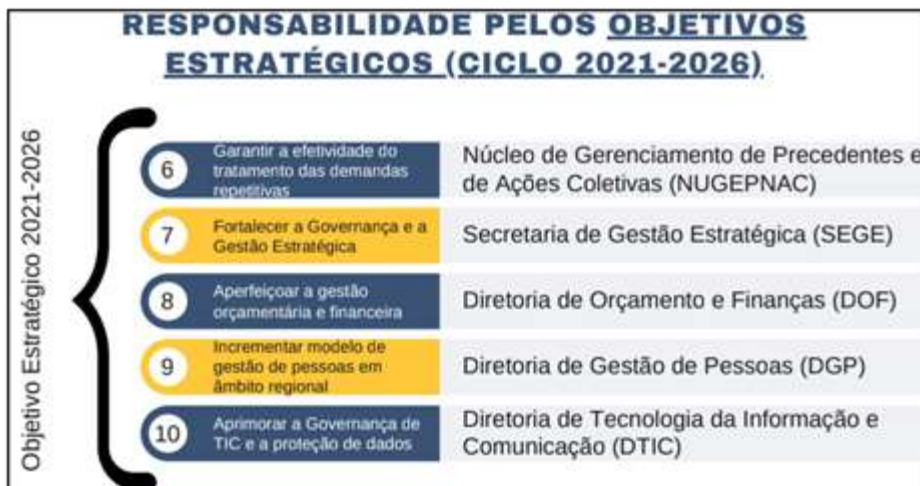 RESPONSABILIDADE PELOS OBJETIVOS
ESTRATÉGICOS (CICLO 2021-2026)
Objetivo Estratégico 2021-2026
6
Garantir a efetividade do
tratamento das demandas
repetitivas
Núcleo de Gerenciamento de Precedentes e
de Ações Coletivas (NUGEPNAC)
7
Fortalecer a Governança e a
Gestão Estratégica
Secretaria de Gestão Estratégica (SEGE)
8
Aperfeiçoar a gestão
orçamentária e financeira
Diretoria de Orçamento e Finanças (DOF)
9
Incrementar modelo de
gestão de pessoas em
âmbito regional
Diretoria de Gestão de Pessoas (DGP)
10
Aprimorar a Governança de
TIC e a proteção de dados
Diretoria de Tecnologia da Informação e
Comunicação (DTIC)